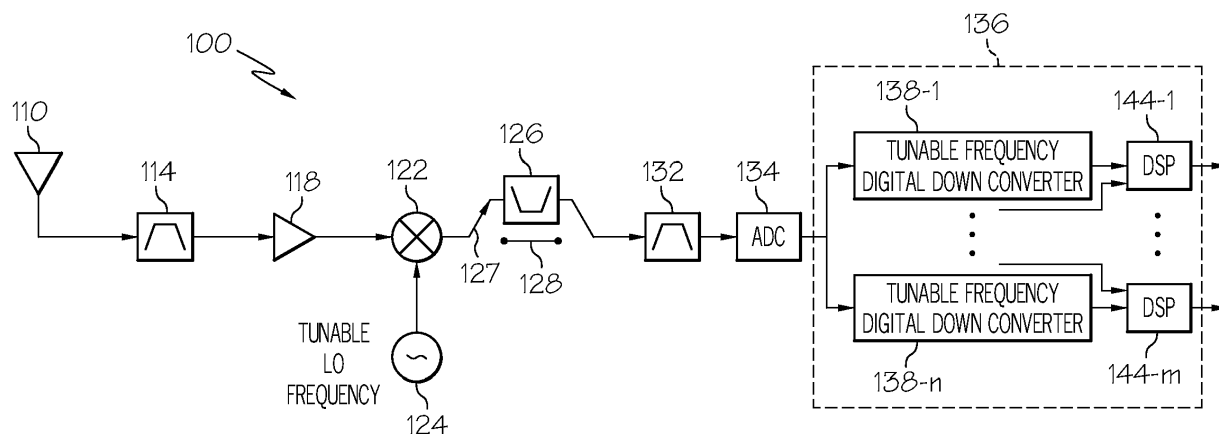 100
110
114
118
122
126
127
128
132
134
ADC
TUNABLE
LO
FREQUENCY
124
136
138-1
TUNABLE FREQUENCY
DIGITAL DOWN CONVERTER
144-1
DSP
TUNABLE FREQUENCY
DIGITAL DOWN CONVERTER
138-n
DSP
144-m